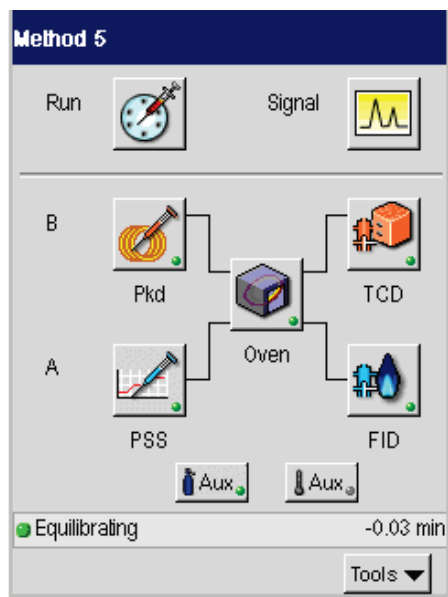 Method 5
Run Signal
B
Pkd TCD
Oven
A
PSS FID
Aux Aux
Equilibrating -0.03 min
Tools